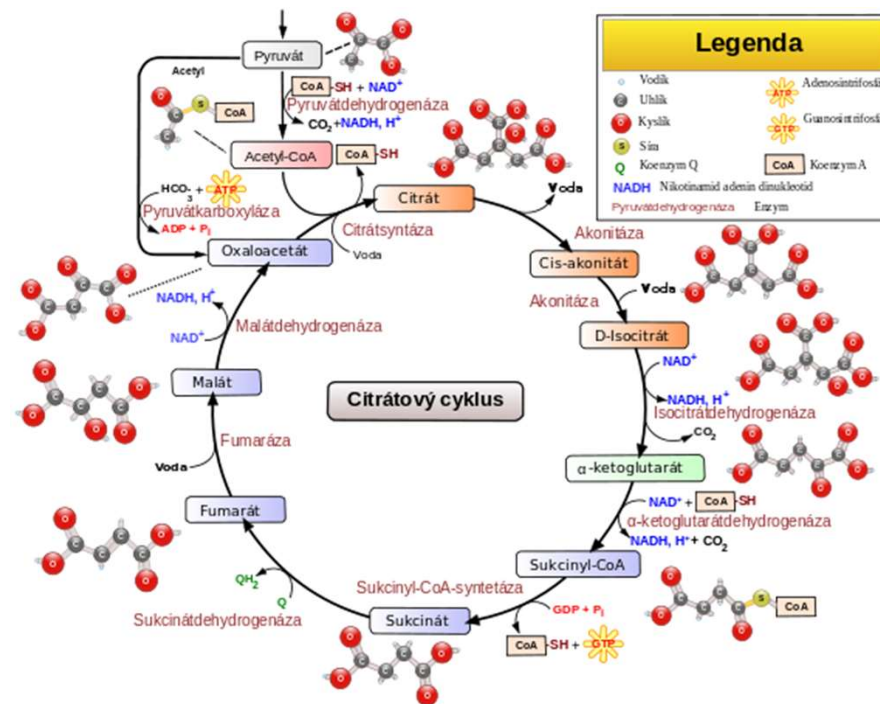 Legenda
Vodík
Uhlík
Kyslík
Síra
Q Koenzym Q
NADH Nikotinamid adenin dinukleotid
Pyruvátdehydrogenáza Enzym
ATP Adenosintrifosfá
GTP Guanosintrifosfá
CoA Koenzym A
Pyruvát
Acetyl
CoA-SH + NAD⁺
Pyruvátdehydrogenáza
CO₂+NADH, H⁺
S CoA
Acetyl-CoA
CoA-SH
HCO₃⁻ + ATP
Pyruvátkarboxyláza
ADP + Pᵢ
Citrát
Voda
Citrátsyntáza
Voda
Oxaloacetát
Akonitáza
Cis-akonitát
Akonitáza
Voda
D-Isocitrát
NAD⁺
NADH, H⁺
Isocitrátdehydrogenáza
CO₂
NADH, H⁺
NAD⁺
Malátdehydrogenáza
Malát
Citrátový cyklus
Fumaráza
Voda
α-ketoglutarát
NAD⁺ + CoA-SH
α-ketoglutarátdehydrogenáza
NADH, H⁺ + CO₂
Fumarát
Sukcinyl-CoA
QH₂
Q
Sukcinátdehydrogenáza
Sukcinyl-CoA-syntetáza
GDP + Pᵢ
Sukcinát
CoA-SH + GTP
S CoA